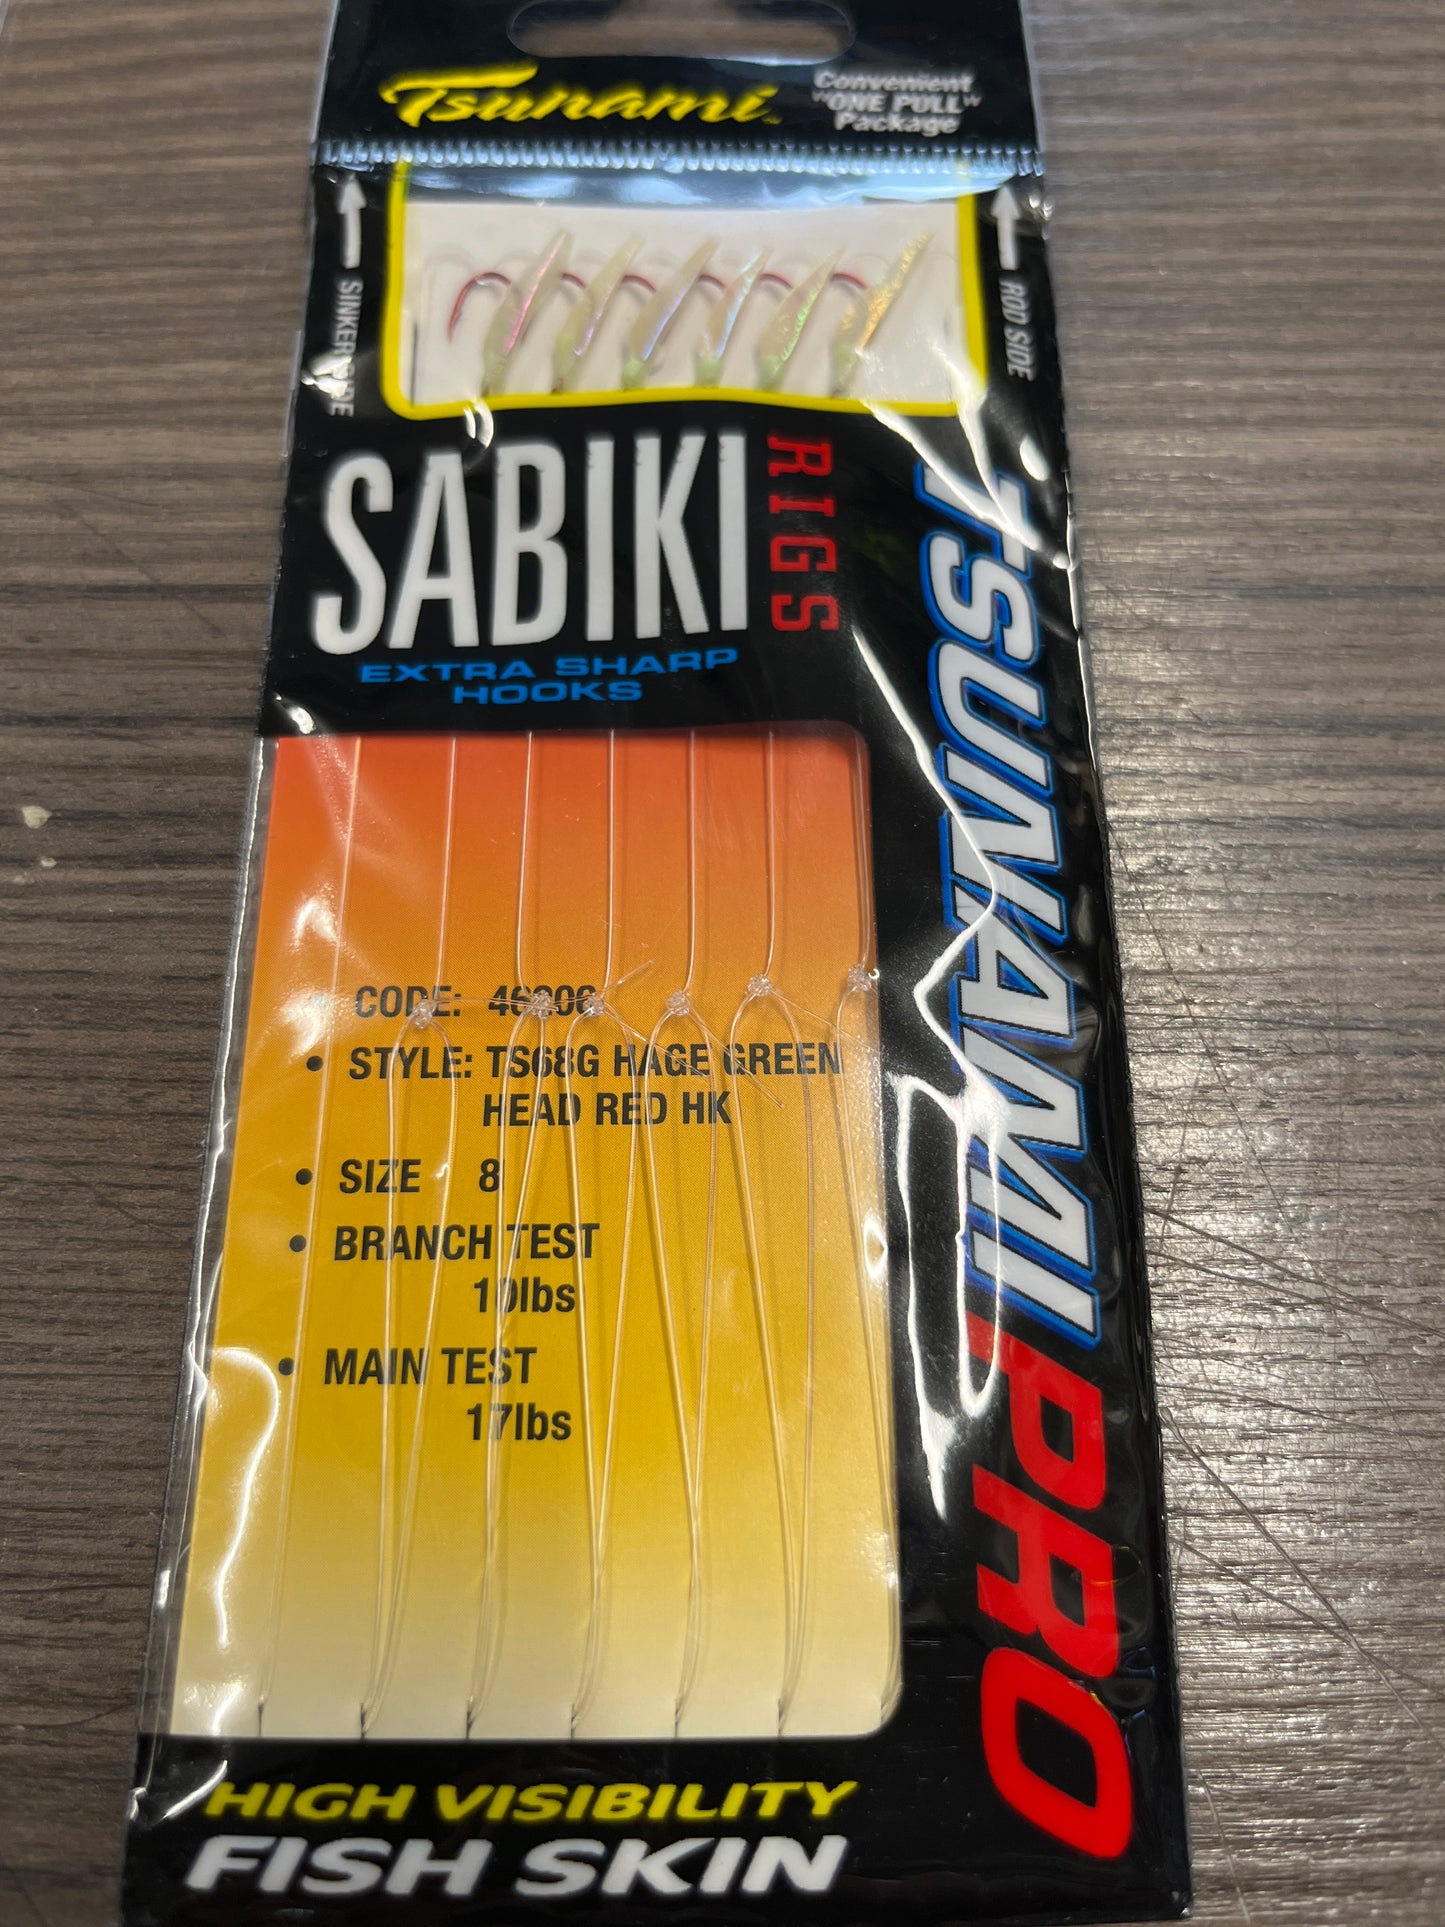 Tsunami
Convenient
"ONE PULL"
Package
SINKER SIDE
ROD SIDE
SABIKI
RIGS
EXTRA SHARP
HOOKS
TSUNAMI PRO
CODE:
• STYLE: TS68G HAGE GREEN
HEAD RED HK
• SIZE 8
• BRANCH TEST
10lbs
• MAIN TEST
17lbs
HIGH VISIBILITY
FISH SKIN